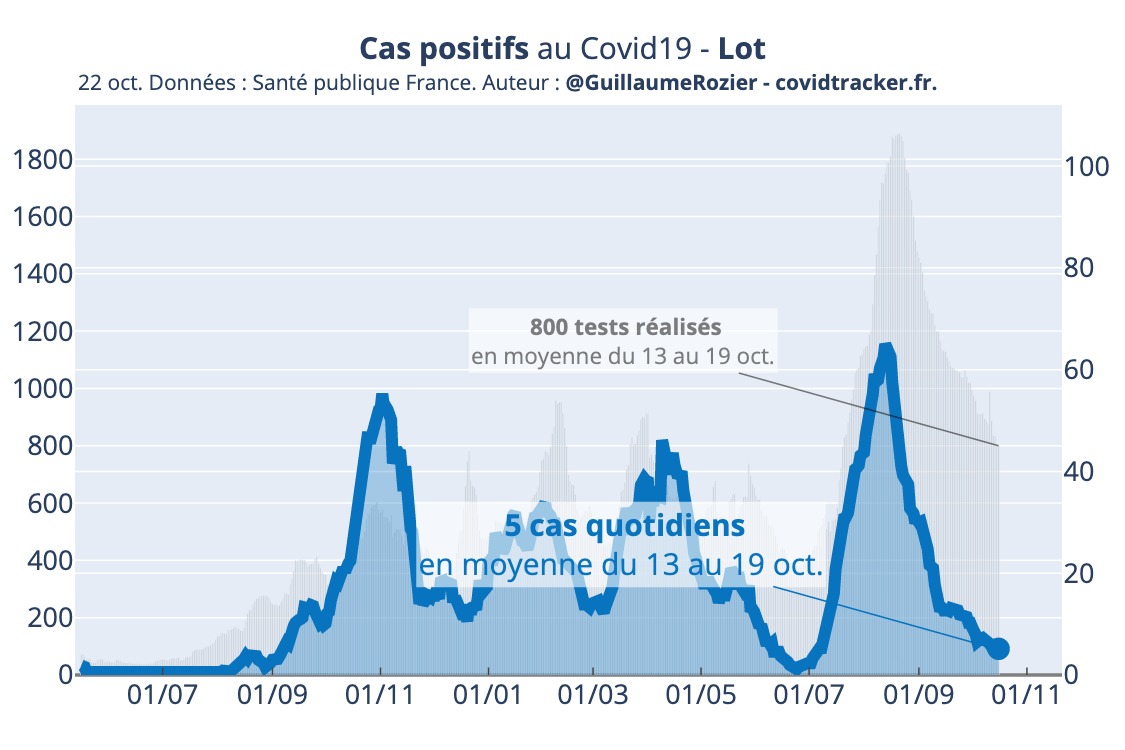 Cas positifs au Covid19 - Lot
22 oct. Données : Santé publique France. Auteur : @GuillaumeRozier - covidtracker.fr.
1800
1600
1400
1200
1000
800
600
400
200
0
100
80
60
40
20
0
800 tests réalisés
en moyenne du 13 au 19 oct.
5 cas quotidiens
en moyenne du 13 au 19 oct.
01/07 01/09 01/11 01/01 01/03 01/05 01/07 01/09 01/11